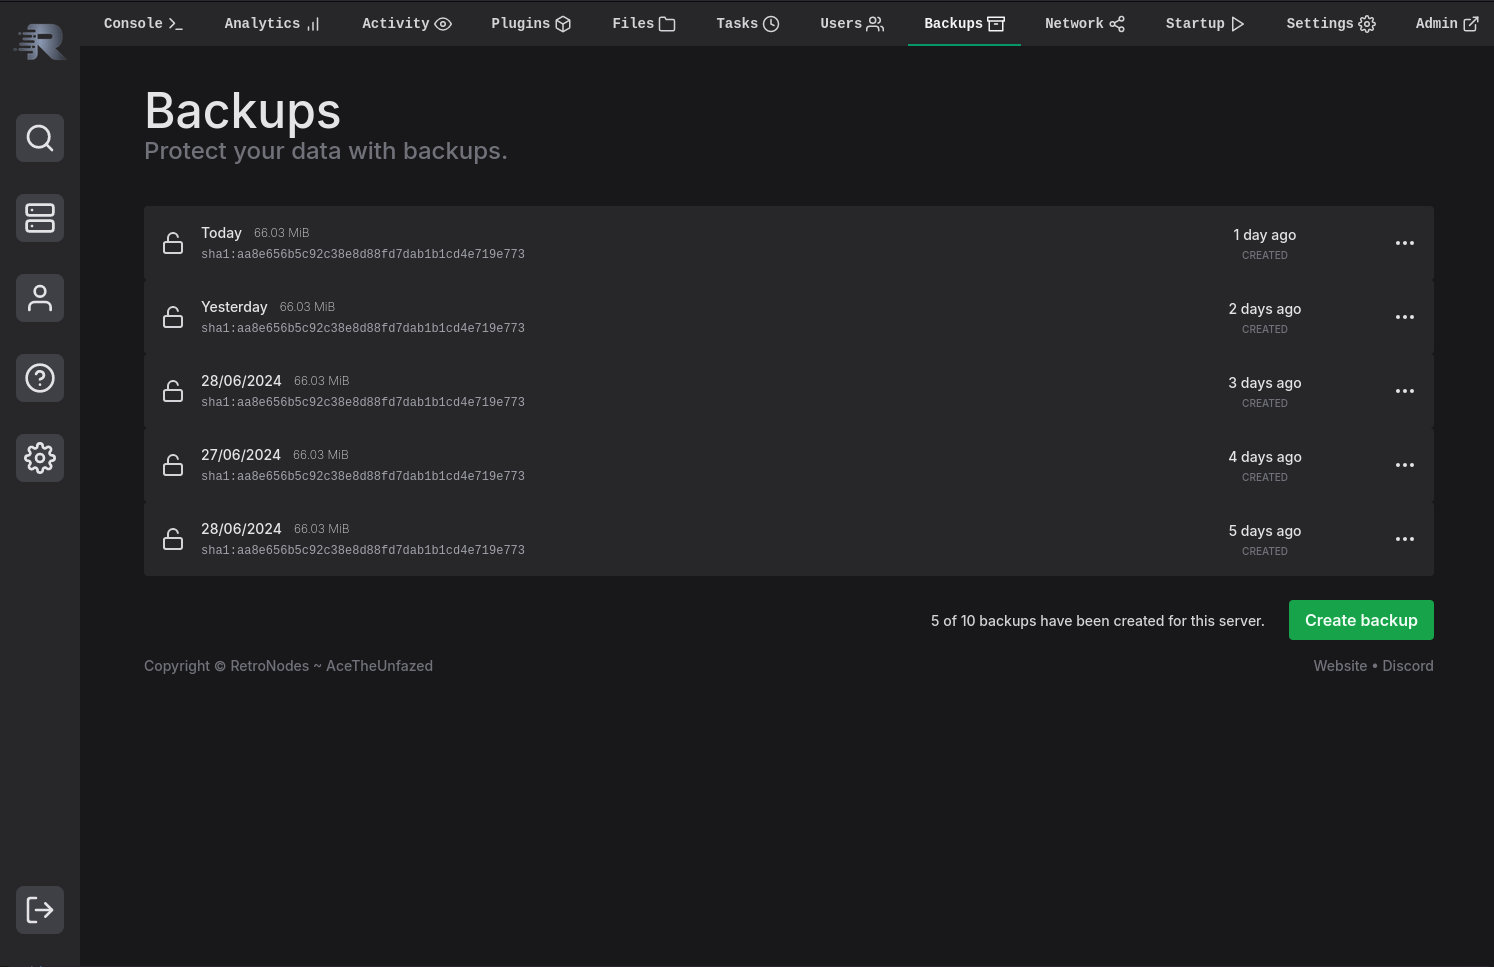 Console Analytics Activity Plugins Files Tasks Users Backups Network Startup Settings Admin
Backups
Protect your data with backups.
Today 66.03 MiB
sha1:aa8e656b5c92c38e8d88fd7dab1b1cd4e719e773
1 day ago
CREATED
Yesterday 66.03 MiB
sha1:aa8e656b5c92c38e8d88fd7dab1b1cd4e719e773
2 days ago
CREATED
28/06/2024 66.03 MiB
sha1:aa8e656b5c92c38e8d88fd7dab1b1cd4e719e773
3 days ago
CREATED
27/06/2024 66.03 MiB
sha1:aa8e656b5c92c38e8d88fd7dab1b1cd4e719e773
4 days ago
CREATED
28/06/2024 66.03 MiB
sha1:aa8e656b5c92c38e8d88fd7dab1b1cd4e719e773
5 days ago
CREATED
5 of 10 backups have been created for this server. Create backup
Copyright © RetroNodes ~ AceTheUnfazed Website • Discord